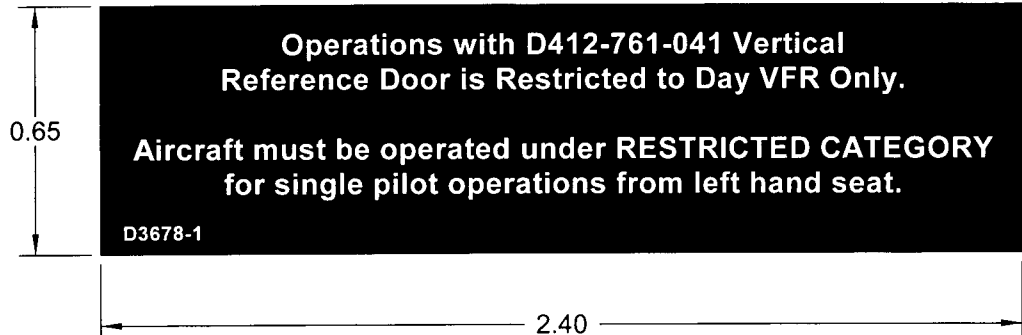 Operations with D412-761-041 Vertical
Reference Door is Restricted to Day VFR Only.
0.65
Aircraft must be operated under RESTRICTED CATEGORY
for single pilot operations from left hand seat.
D3678-1
2.40